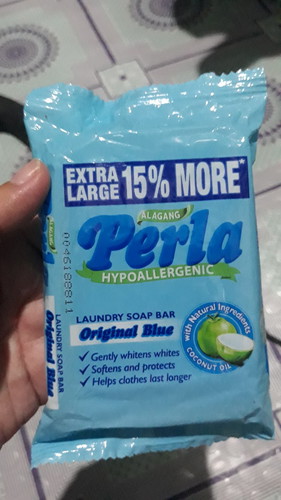 EXTRA LARGE 15% MORE*
ALAGANG
Perla
HYPOALLERGENIC
LAUNDRY SOAP BAR
Original Blue
✓ Gently whitens whites
✓ Softens and protects
✓ Helps clothes last longer
with Natural Ingredients
COCONUT OIL
LAUNDRY SOAP BAR
Original Blue